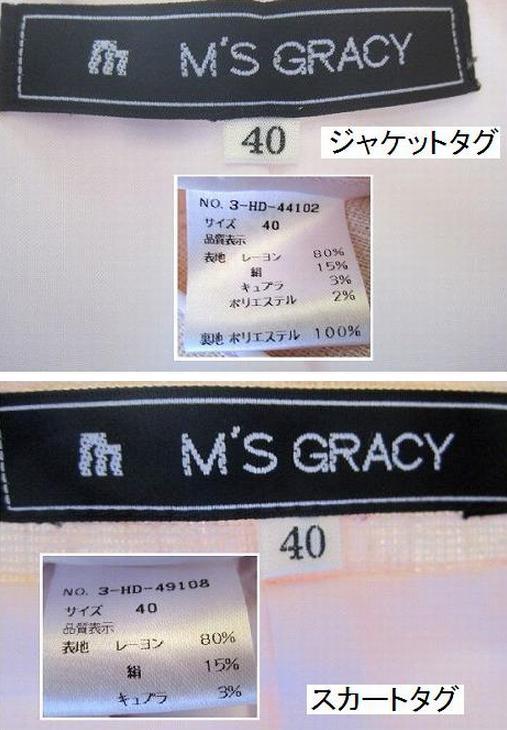 M'S GRACY
40
ジャケットタグ
NO. 3-HD-44102
サイズ 40
品質表示
表地 レーヨン 80%
絹 15%
キュプラ 3%
ポリエステル 2%
裏地 ポリエステル 100%
M'S GRACY
40
NO. 3-HD-49108
サイズ 40
品質表示
表地 レーヨン 80%
絹 15%
キュプラ 3%
スカートタグ